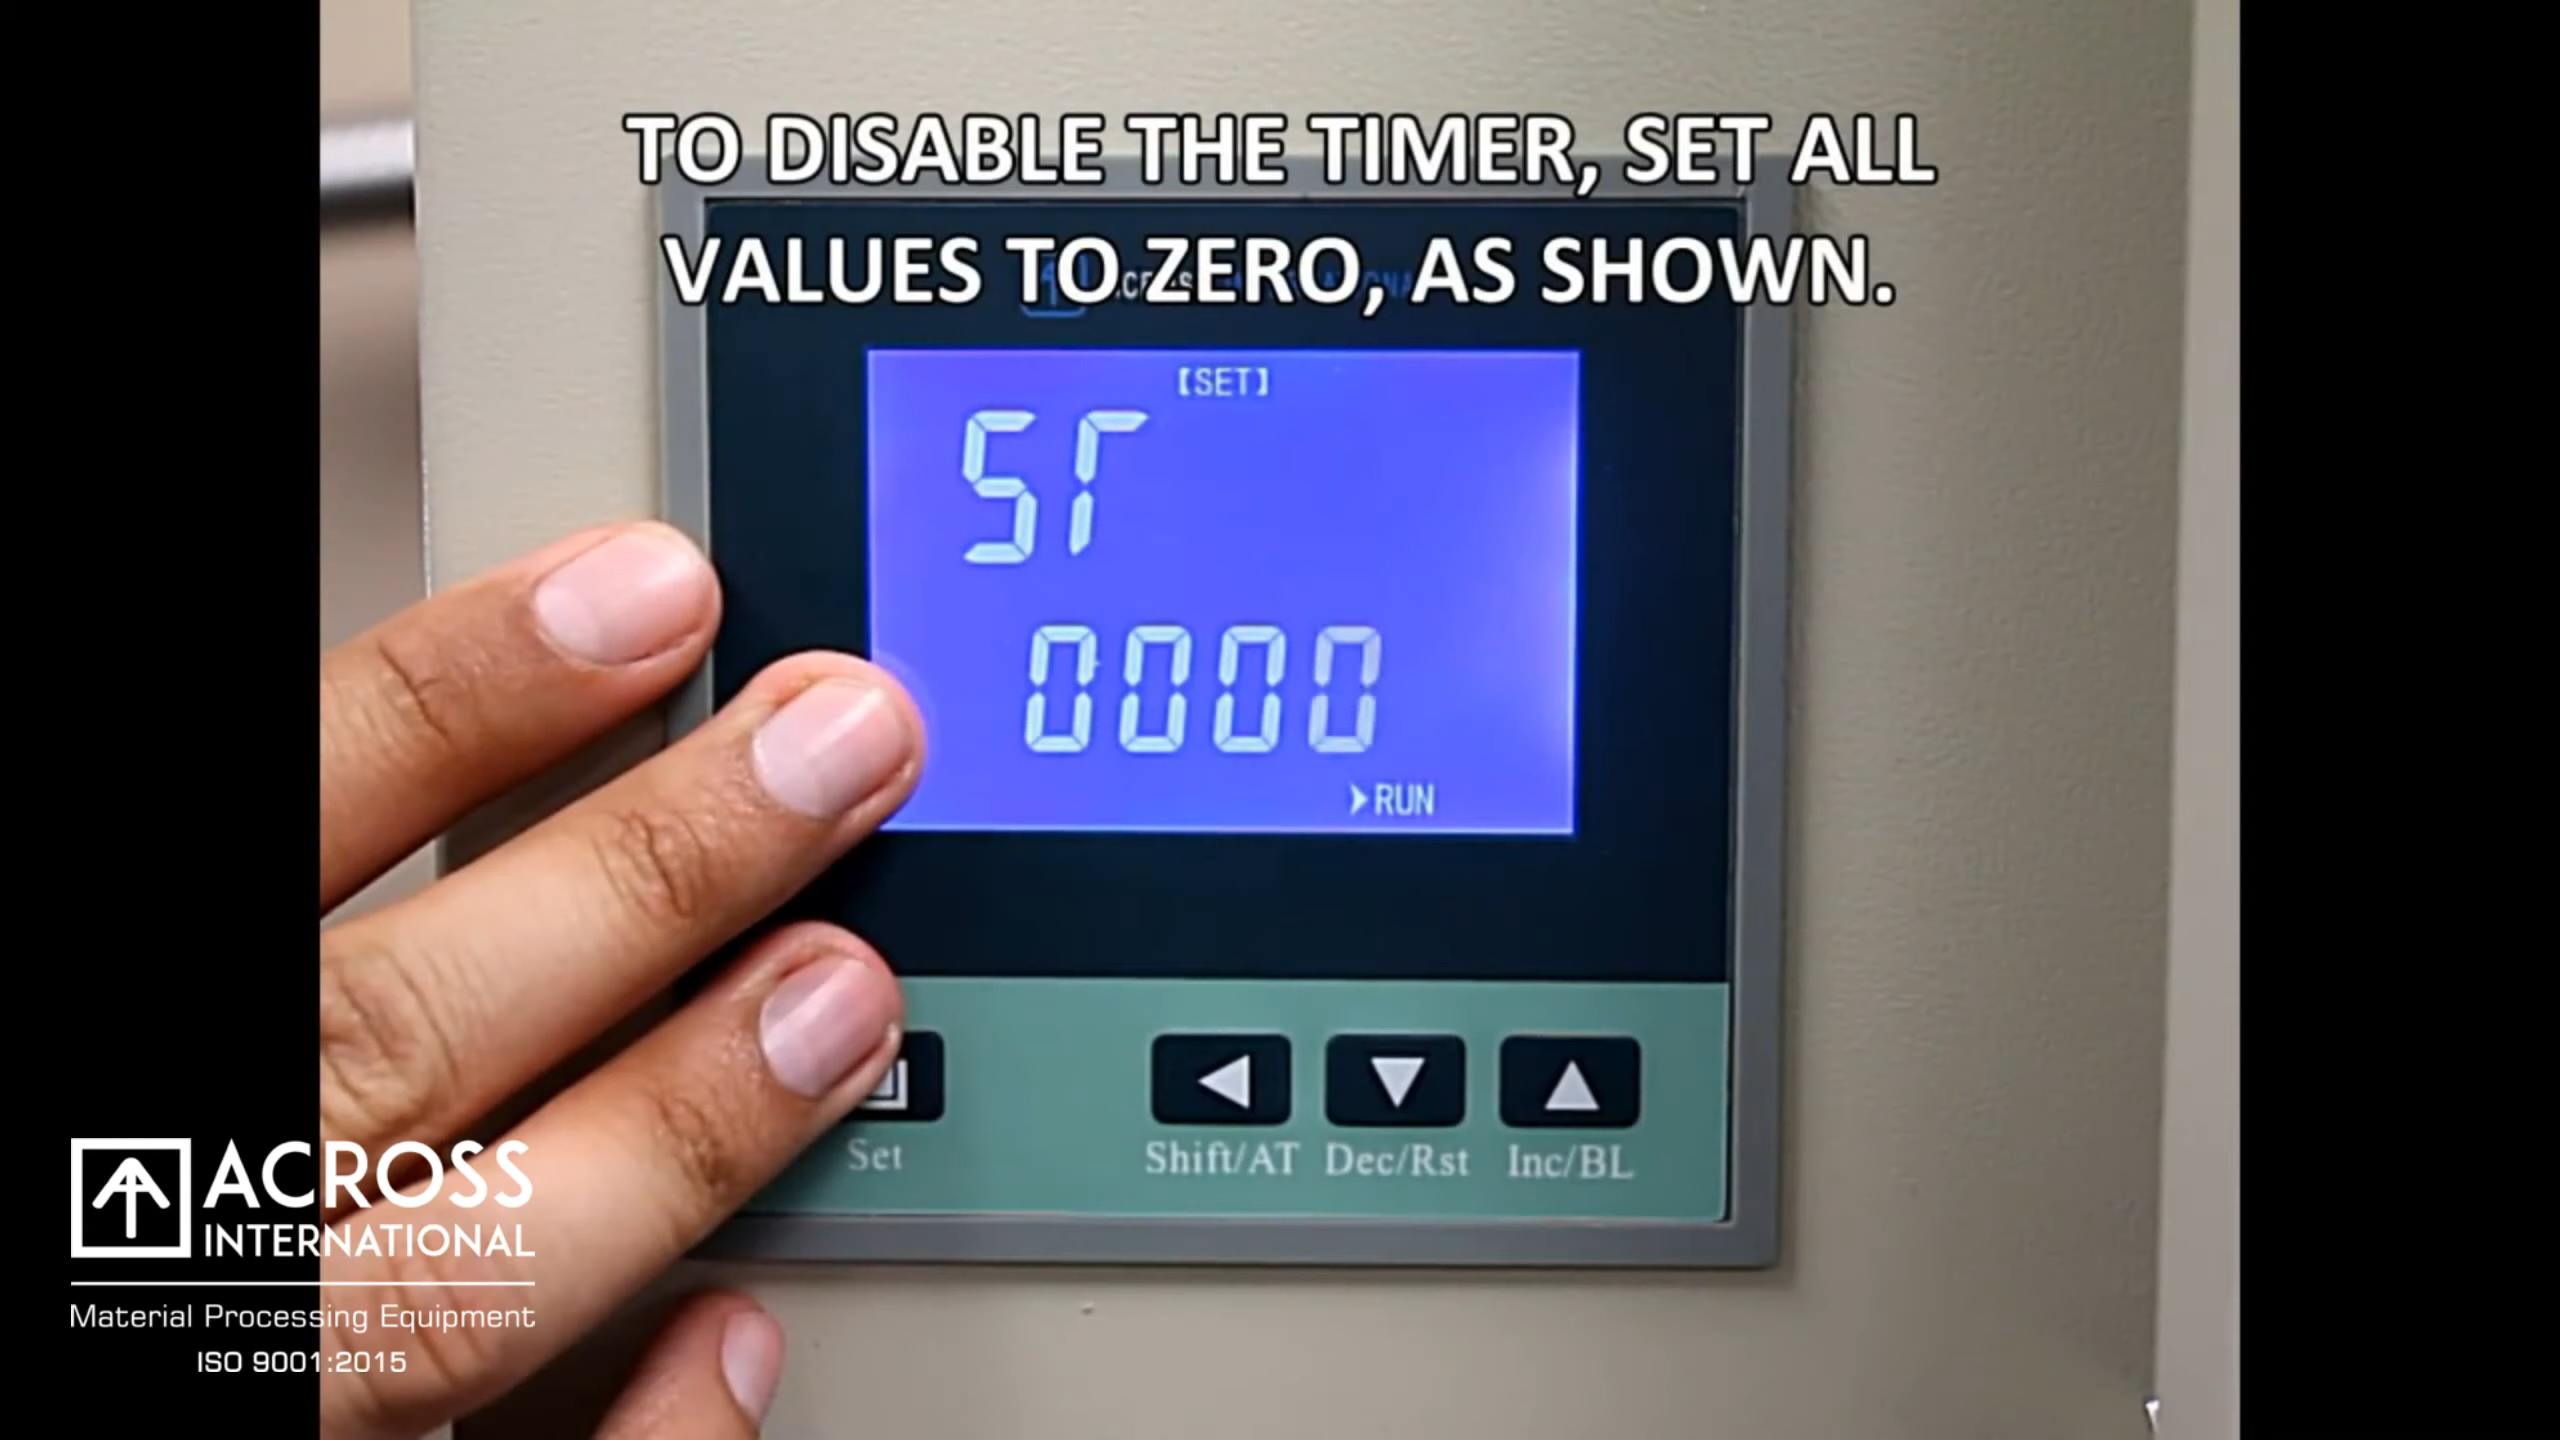 TO DISABLE THE TIMER, SET ALL
VALUES TO ZERO, AS SHOWN.
【SET】
ST
0000
RUN
Set
Shift/AT Dec/Rst Inc/BL
ACROSS
INTERNATIONAL
Material Processing Equipment
ISO 9001:2015